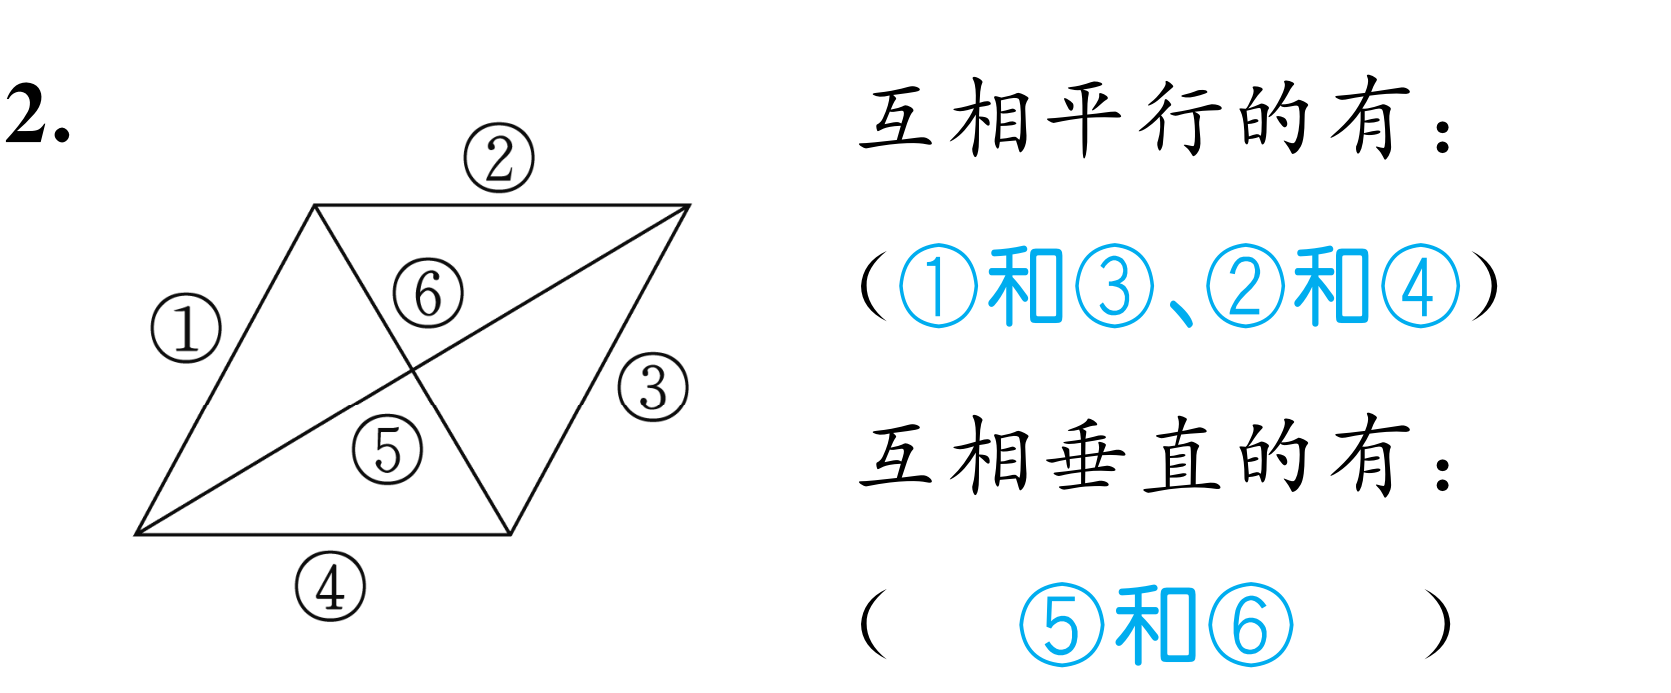 2.
②
①
⑥
③
⑤
④
互相平行的有：
（①和③、②和④）
互相垂直的有：
（ ⑤和⑥ ）